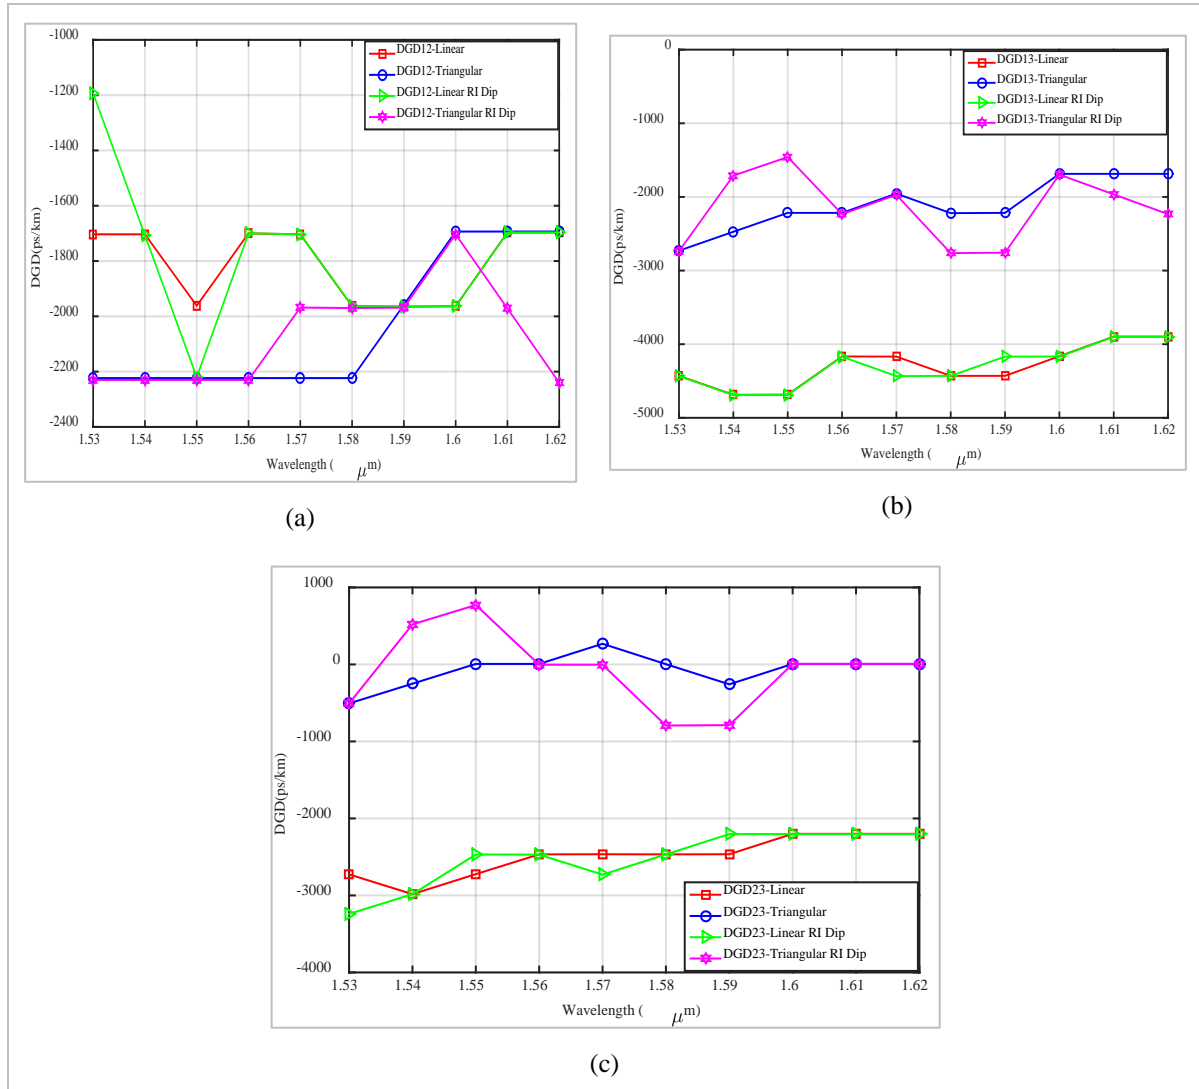 -1000
-1200
-1400
-1600
-1800
-2000
-2200
-2400
DGD(ps/km)
DGD12-Linear
DGD12-Triangular
DGD12-Linear RI Dip
DGD12-Triangular RI Dip
1.53 1.54 1.55 1.56 1.57 1.58 1.59 1.6 1.61 1.62
Wavelength ( μm)
(a)
0
-1000
-2000
-3000
-4000
-5000
DGD(ps/km)
DGD13-Linear
DGD13-Triangular
DGD13-Linear RI Dip
DGD13-Triangular RI Dip
1.53 1.54 1.55 1.56 1.57 1.58 1.59 1.6 1.61 1.62
Wavelength ( μm)
(b)
1000
0
-1000
-2000
-3000
-4000
DGD(ps/km)
DGD23-Linear
DGD23-Triangular
DGD23-Linear RI Dip
DGD23-Triangular RI Dip
1.53 1.54 1.55 1.56 1.57 1.58 1.59 1.6 1.61 1.62
Wavelength ( μm)
(c)